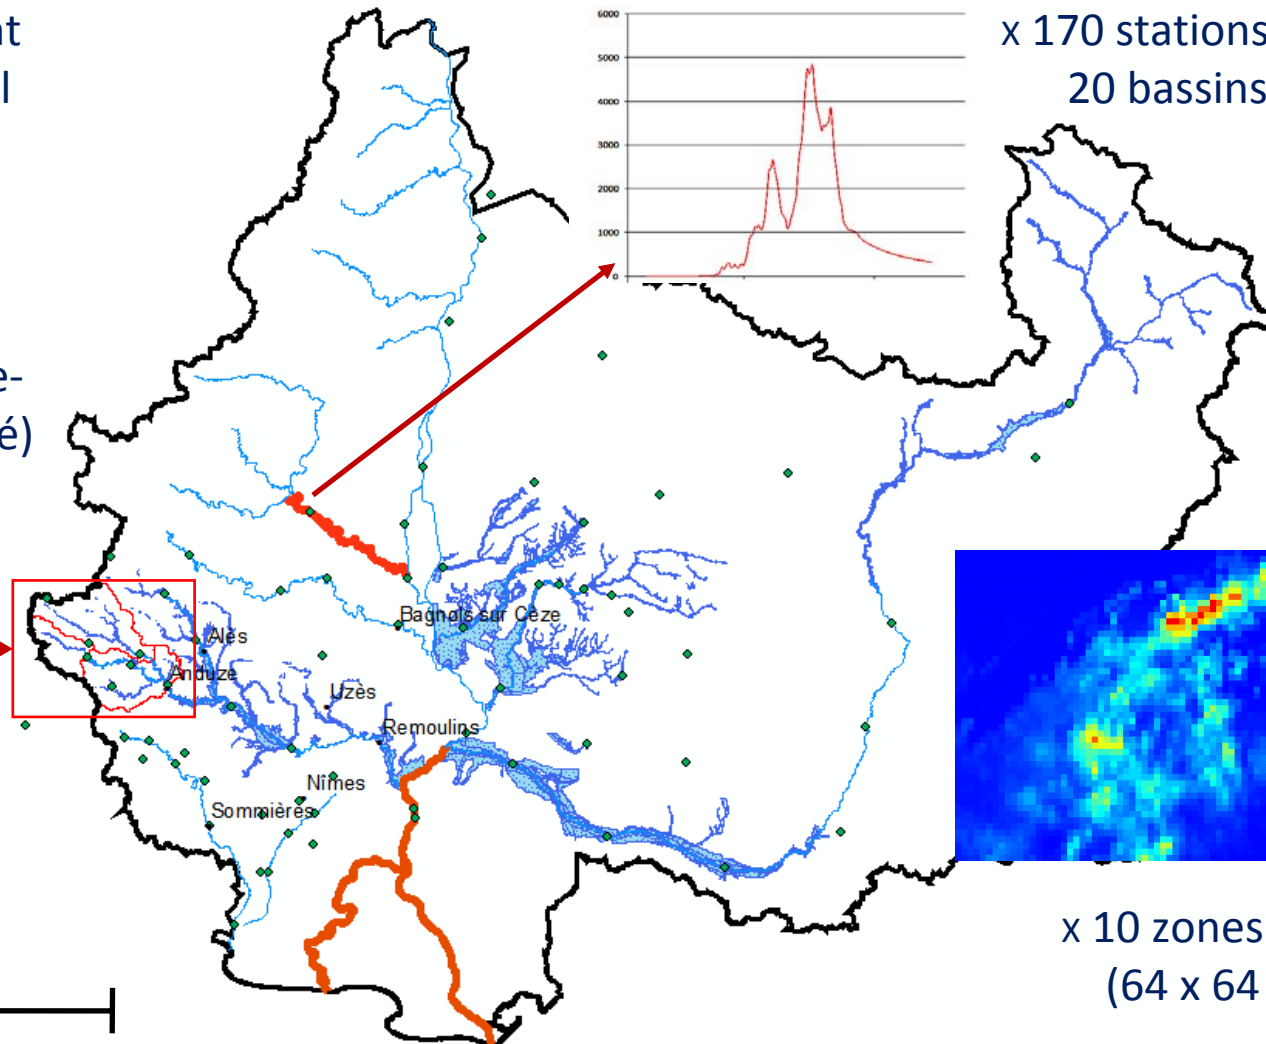 nt
l
e-
é)
6000
5000
4000
3000
2000
1000
0
x 170 stations
20 bassins
Bagnols sur Cèze
Alès
Anduze
Uzès
Remoulins
Nîmes
Sommières
x 10 zones
(64 x 64